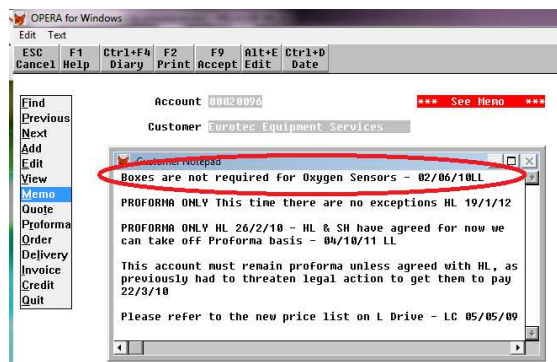 OPERA for Windows
Edit Text
ESC F1 Ctrl+F4 F2 F9 Alt+E Ctrl+D
Cancel Help Diary Print Accept Edit Date
Find
Previous
Next
Add
Edit
View
Memo
Quote
Proforma
Order
Delivery
Invoice
Credit
Quit
Account 00020096 *** See Memo ***
Customer Eurotec Equipment Services
Customer Notepad
Boxes are not required for Oxygen Sensors - 02/06/10LL
PROFORMA ONLY This time there are no exceptions HL 19/1/12
PROFORMA ONLY HL 26/2/10 - HL & SH have agreed for now we
can take off Proforma basis - 04/10/11 LL
This account must remain proforma unless agreed with HL, as
previously had to threaten legal action to get them to pay
22/3/10
Please refer to the new price list on L Drive - LC 05/05/09